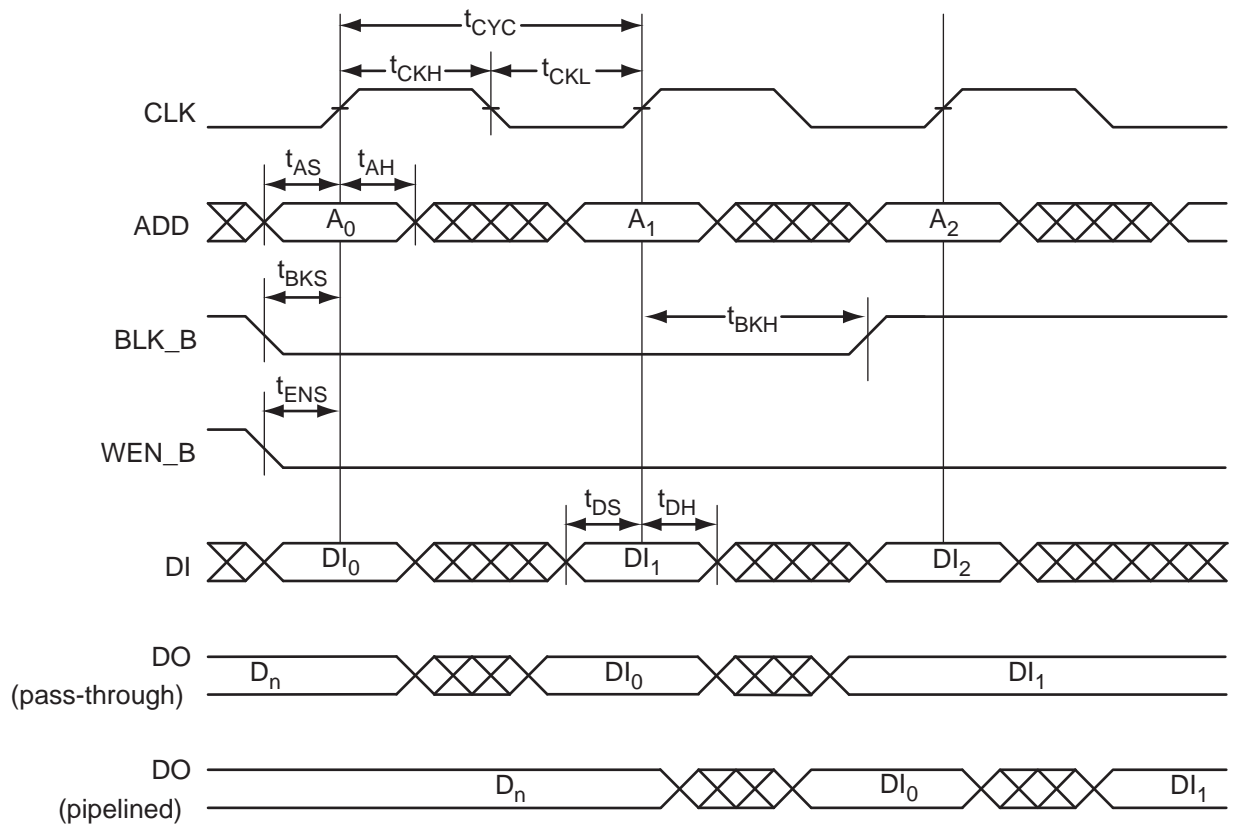 tCYC
tCKH tCKL
CLK
tAS tAH
ADD A0 A1 A2
tBKS
tBKH
BLK_B
tENS
WEN_B
tDS tDH
DI DI0 DI1 DI2
DO
(pass-through) Dn DI0 DI1
DO
(pipelined) Dn DI0 DI1